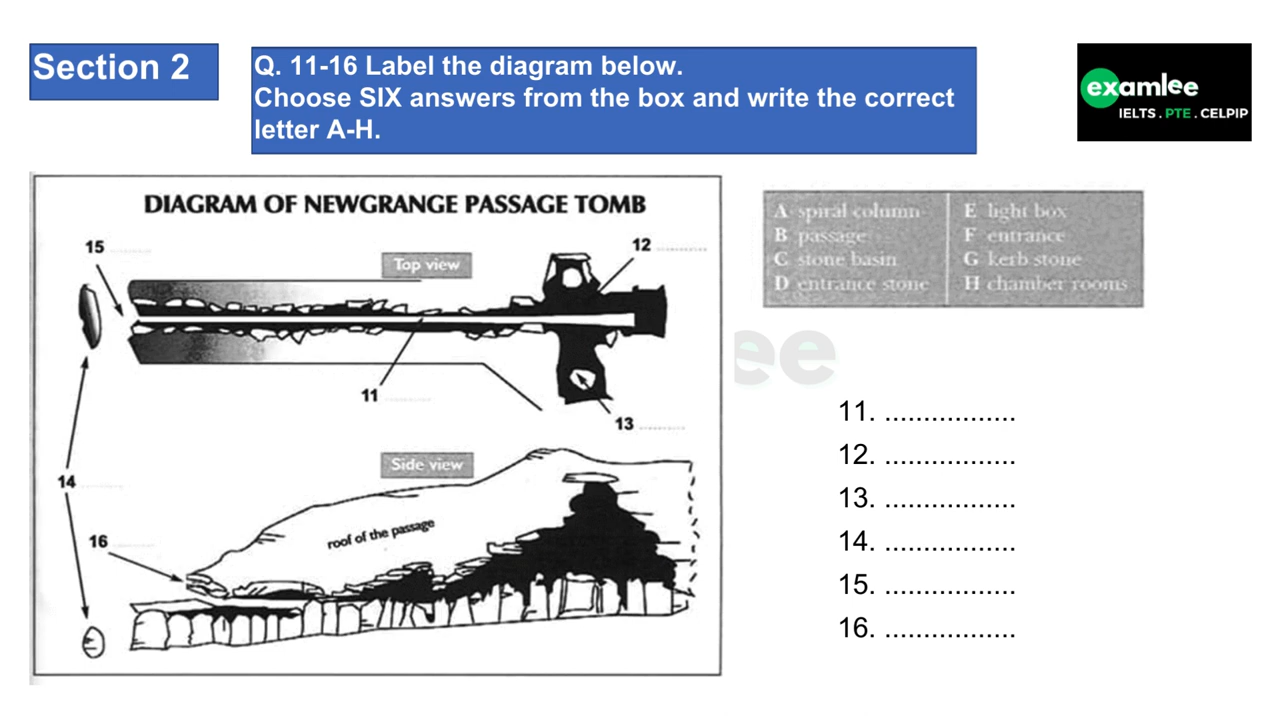 Section 2
Q. 11-16 Label the diagram below.
Choose SIX answers from the box and write the correct
letter A-H.
examlee
IELTS . PTE . CELPIP
DIAGRAM OF NEWGRANGE PASSAGE TOMB
15 ..........
12 ..........
Top view
11 ..........
13 ..........
Side view
14 ..........
roof of the passage
16 ..........
A spiral column
B passage
C stone basin
D entrance stone
E light box
F entrance
G kerb stone
H chamber rooms
ee
11. .................
12. .................
13. .................
14. .................
15. .................
16. .................